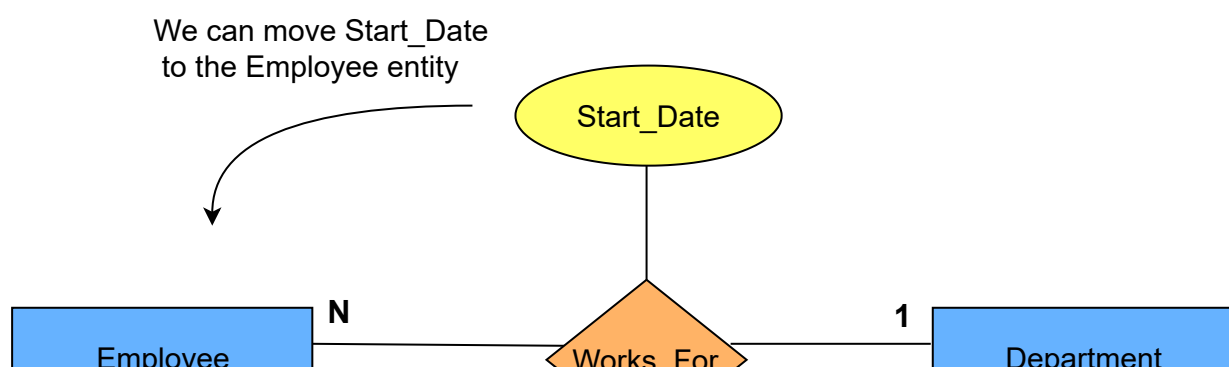 We can move Start_Date
to the Employee entity
Start_Date
N
1
Employee
Works_For
Department